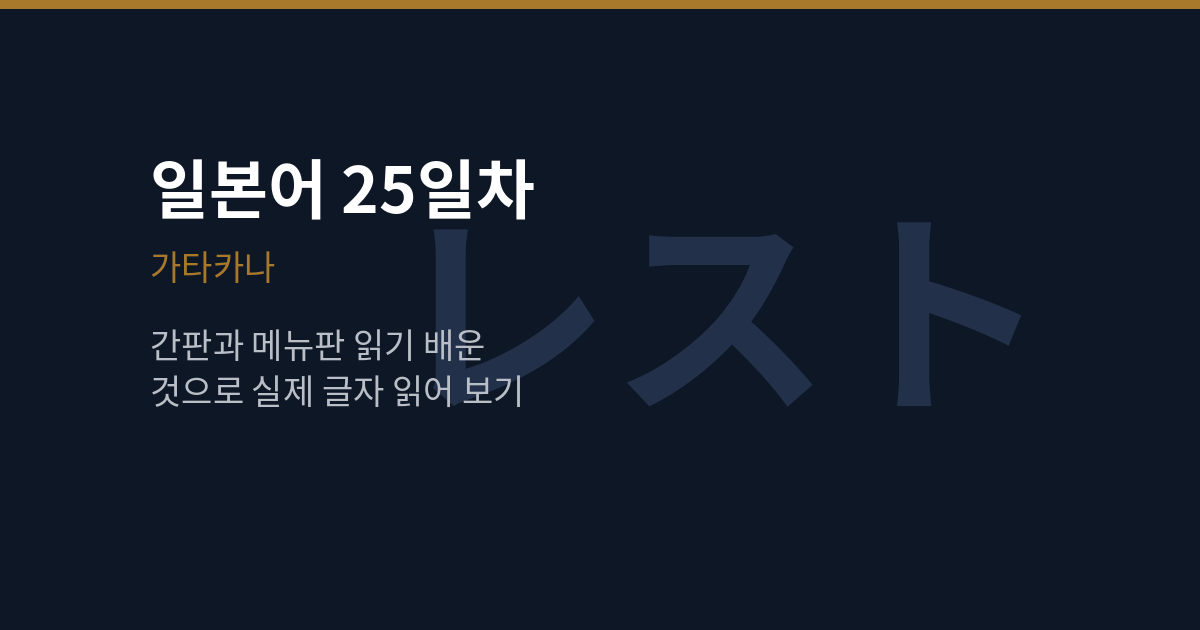 일본어 25일차
가타카나
간판과 메뉴판 읽기 배운
것으로 실제 글자 읽어 보기
レスト